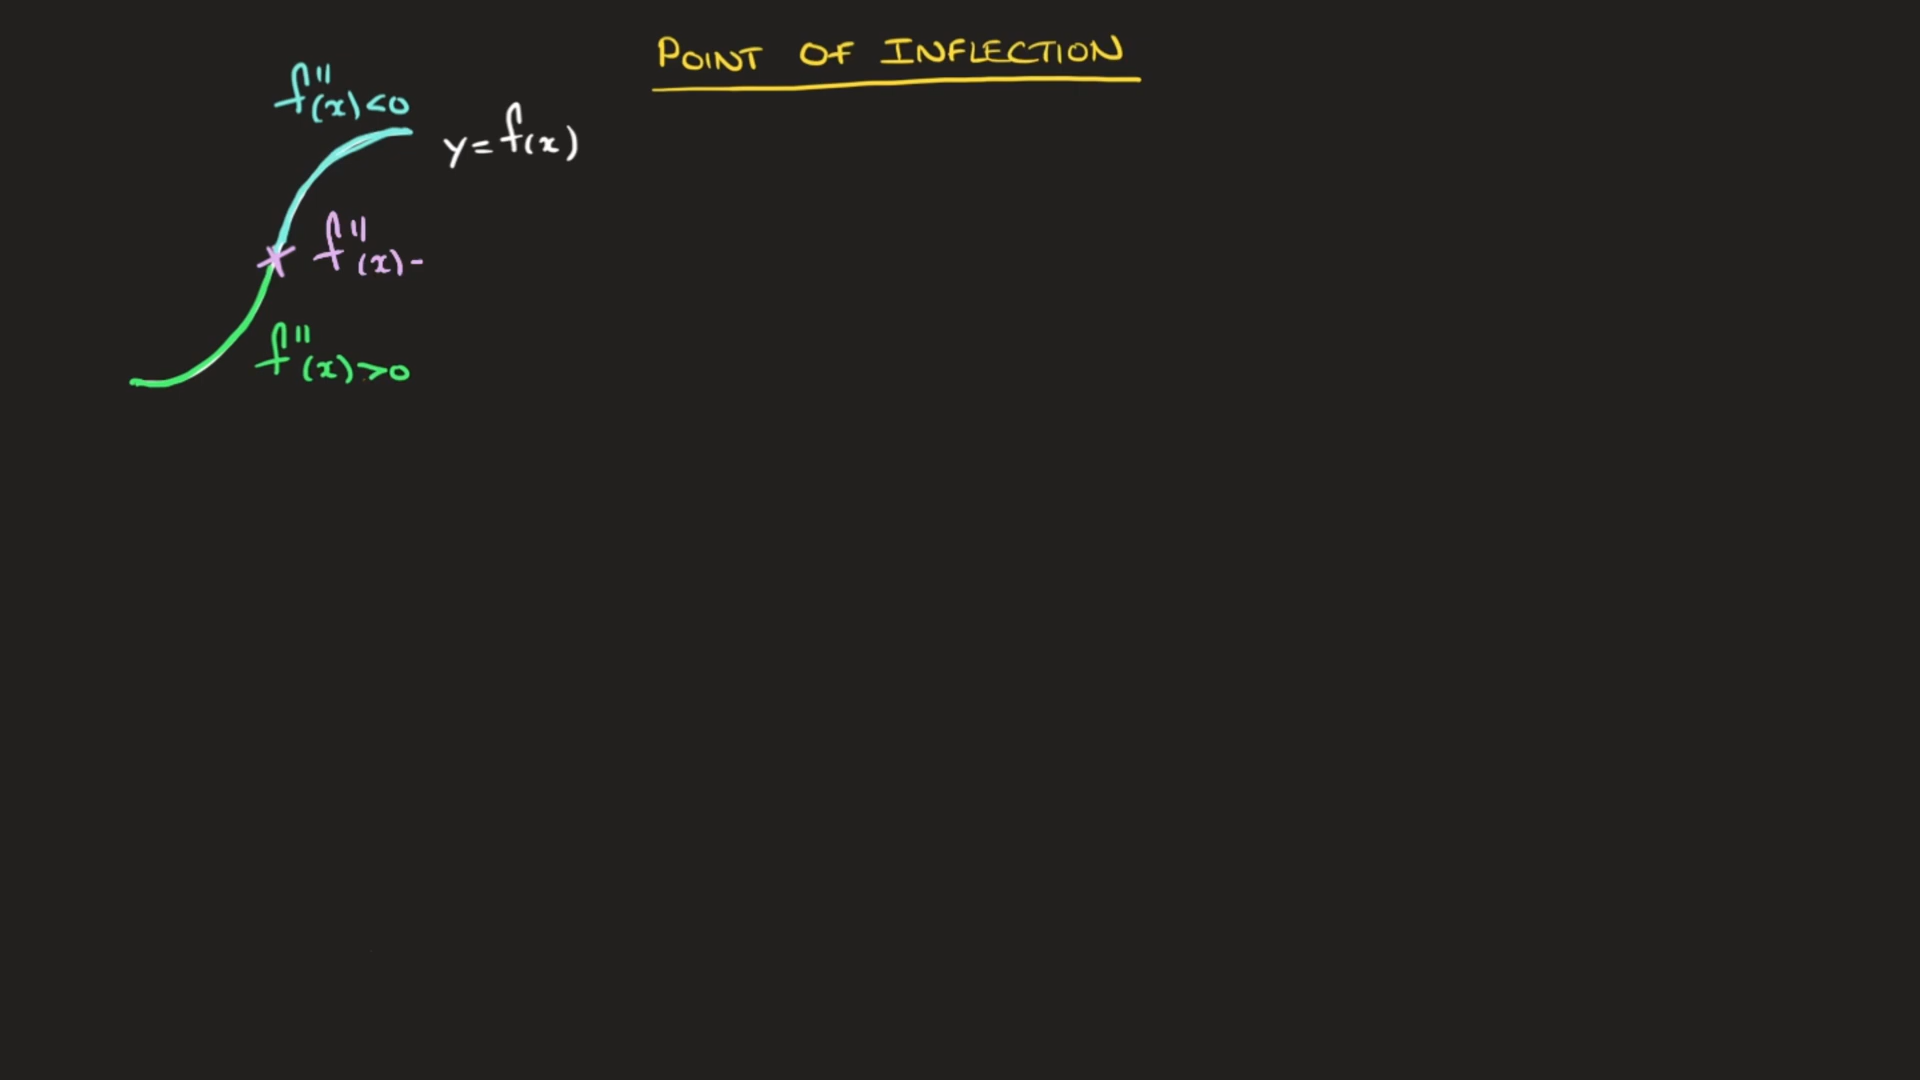 POINT OF INFLECTION
f''(x)<0
y=f(x)
f''(x)-
f''(x)>0